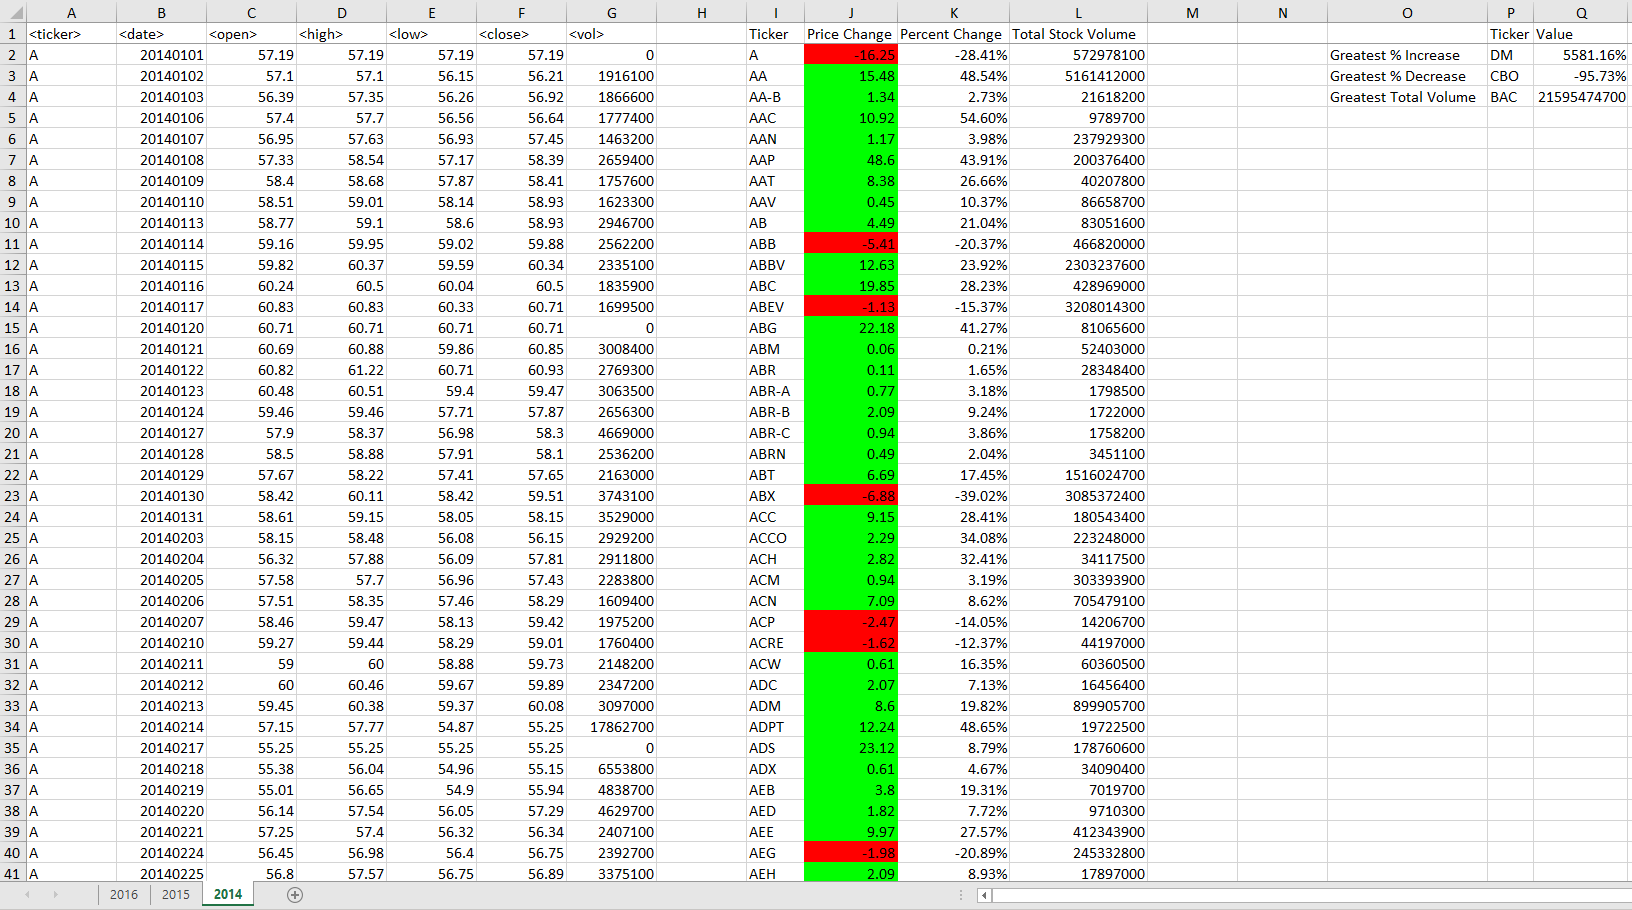 A B C D E F G H I J K L M N O P Q
1 <ticker> <date> <open> <high> <low> <close> <vol> Ticker Price Change Percent Change Total Stock Volume Ticker Value
2 A 20140101 57.19 57.19 57.19 57.19 0 A -16.25 -28.41% 572978100 Greatest % Increase DM 5581.16%
3 A 20140102 57.1 57.1 56.15 56.21 1916100 AA 15.48 48.54% 5161412000 Greatest % Decrease CBO -95.73%
4 A 20140103 56.39 57.35 56.26 56.92 1866600 AA-B 1.34 2.73% 21618200 Greatest Total Volume BAC 21595474700
5 A 20140106 57.4 57.7 56.56 56.64 1777400 AAC 10.92 54.60% 9789700
6 A 20140107 56.95 57.63 56.93 57.45 1463200 AAN 1.17 3.98% 237929300
7 A 20140108 57.33 58.54 57.17 58.39 2659400 AAP 48.6 43.91% 200376400
8 A 20140109 58.4 58.68 57.87 58.41 1757600 AAT 8.38 26.66% 40207800
9 A 20140110 58.51 59.01 58.14 58.93 1623300 AAV 0.45 10.37% 86658700
10 A 20140113 58.77 59.1 58.6 58.93 2946700 AB 4.49 21.04% 83051600
11 A 20140114 59.16 59.95 59.02 59.88 2562200 ABB -5.41 -20.37% 466820000
12 A 20140115 59.82 60.37 59.59 60.34 2335100 ABBV 12.63 23.92% 2303237600
13 A 20140116 60.24 60.5 60.04 60.5 1835900 ABC 19.85 28.23% 428969000
14 A 20140117 60.83 60.83 60.33 60.71 1699500 ABEV -1.13 -15.37% 3208014300
15 A 20140120 60.71 60.71 60.71 60.71 0 ABG 22.18 41.27% 81065600
16 A 20140121 60.69 60.88 59.86 60.85 3008400 ABM 0.06 0.21% 52403000
17 A 20140122 60.82 61.22 60.71 60.93 2769300 ABR 0.11 1.65% 28348400
18 A 20140123 60.48 60.51 59.4 59.47 3063500 ABR-A 0.77 3.18% 1798500
19 A 20140124 59.46 59.46 57.71 57.87 2656300 ABR-B 2.09 9.24% 1722000
20 A 20140127 57.9 58.37 56.98 58.3 4669000 ABR-C 0.94 3.86% 1758200
21 A 20140128 58.5 58.88 57.91 58.1 2536200 ABRN 0.49 2.04% 3451100
22 A 20140129 57.67 58.22 57.41 57.65 2163000 ABT 6.69 17.45% 1516024700
23 A 20140130 58.42 60.11 58.42 59.51 3743100 ABX -6.88 -39.02% 3085372400
24 A 20140131 58.61 59.15 58.05 58.15 3529000 ACC 9.15 28.41% 180543400
25 A 20140203 58.15 58.48 56.08 56.15 2929200 ACCO 2.29 34.08% 223248000
26 A 20140204 56.32 57.88 56.09 57.81 2911800 ACH 2.82 32.41% 34117500
27 A 20140205 57.58 57.7 56.96 57.43 2283800 ACM 0.94 3.19% 303393900
28 A 20140206 57.51 58.35 57.46 58.29 1609400 ACN 7.09 8.62% 705479100
29 A 20140207 58.46 59.47 58.13 59.42 1975200 ACP -2.47 -14.05% 14206700
30 A 20140210 59.27 59.44 58.29 59.01 1760400 ACRE -1.62 -12.37% 44197000
31 A 20140211 59 60 58.88 59.73 2148200 ACW 0.61 16.35% 60360500
32 A 20140212 60 60.46 59.67 59.89 2347200 ADC 2.07 7.13% 16456400
33 A 20140213 59.45 60.38 59.37 60.08 3097000 ADM 8.6 19.82% 899905700
34 A 20140214 57.15 57.77 54.87 55.25 17862700 ADPT 12.24 48.65% 19722500
35 A 20140217 55.25 55.25 55.25 55.25 0 ADS 23.12 8.79% 178760600
36 A 20140218 55.38 56.04 54.96 55.15 6553800 ADX 0.61 4.67% 34090400
37 A 20140219 55.01 56.65 54.9 55.94 4838700 AEB 3.8 19.31% 7019700
38 A 20140220 56.14 57.54 56.05 57.29 4629700 AED 1.82 7.72% 9710300
39 A 20140221 57.25 57.4 56.32 56.34 2407100 AEE 9.97 27.57% 412343900
40 A 20140224 56.45 56.98 56.4 56.75 2392700 AEG -1.98 -20.89% 245332800
41 A 20140225 56.8 57.57 56.75 56.89 3375100 AEH 2.09 8.93% 17897000
2016 2015 2014